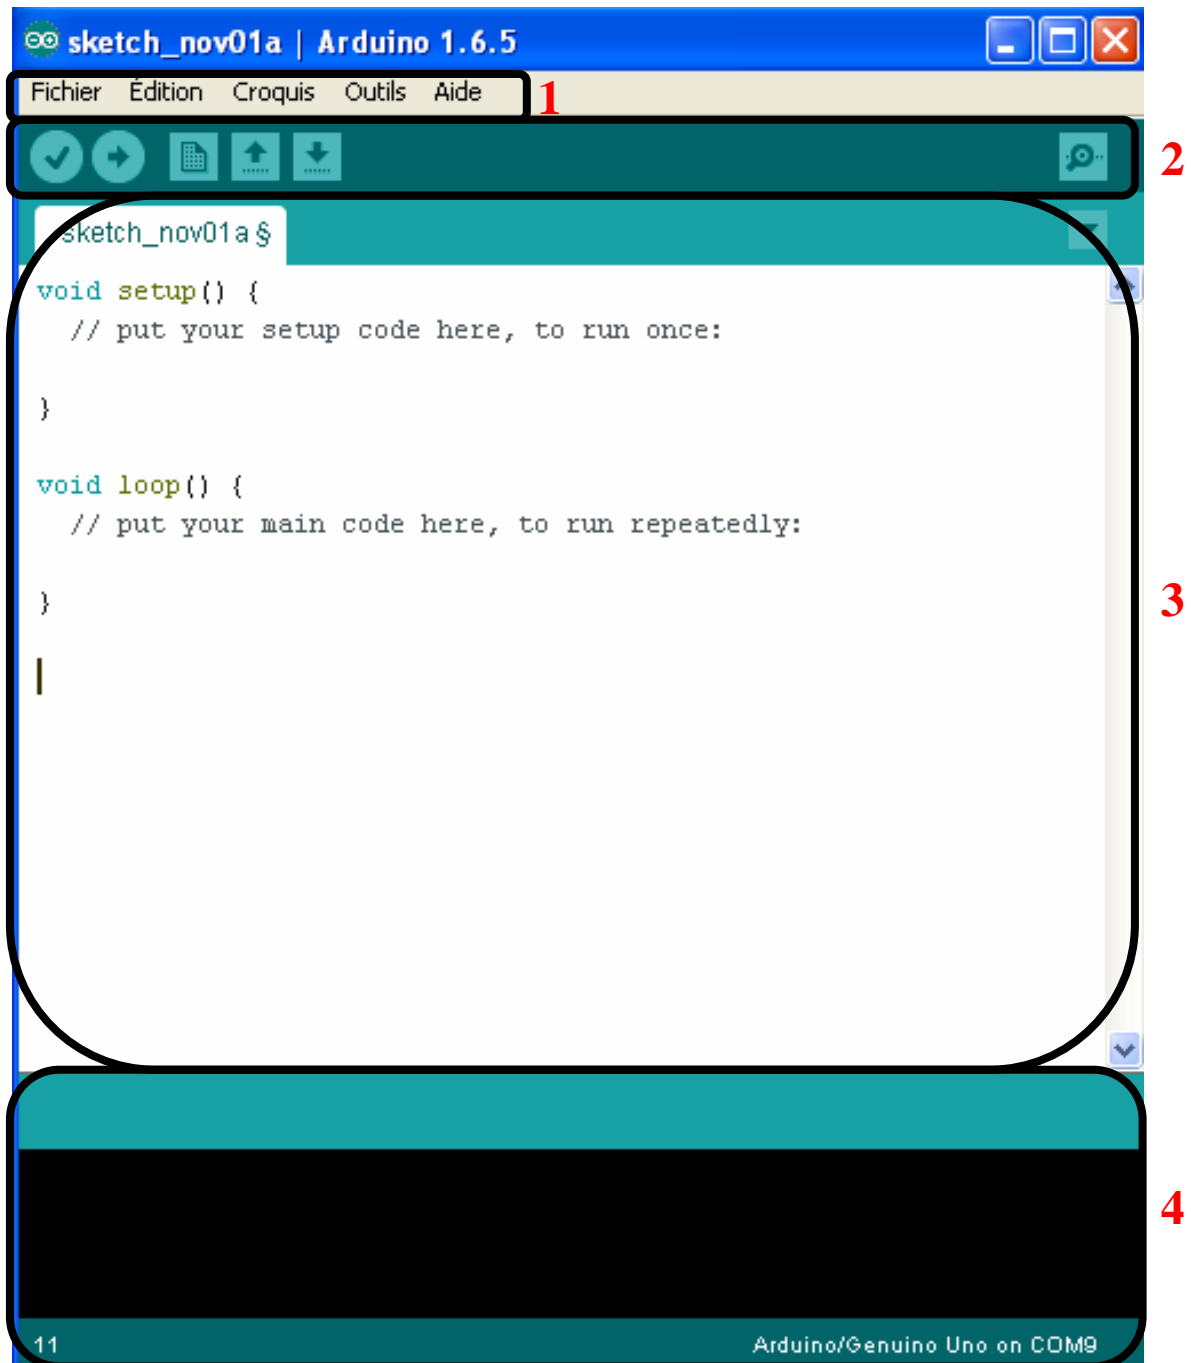 sketch_nov01a | Arduino 1.6.5
Fichier Édition Croquis Outils Aide
1
2
sketch_nov01a §
void setup() {
  // put your setup code here, to run once:
}
void loop() {
  // put your main code here, to run repeatedly:
}
3
4
11
Arduino/Genuino Uno on COM9